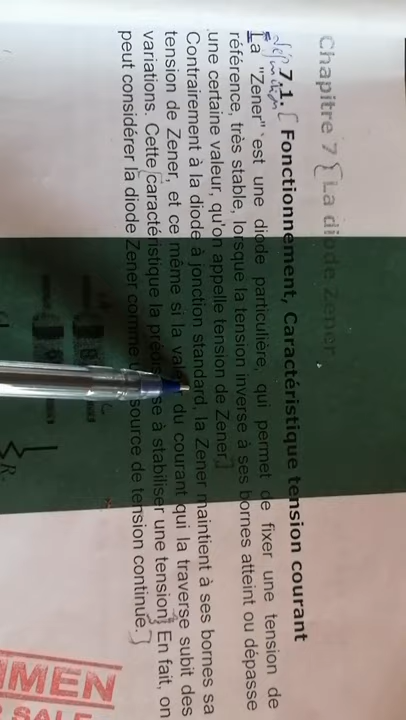 Chapitre 7 { La diode Zener.
7.1. [ Fonctionnement, Caractéristique tension courant
La "Zener" est une diode particulière, qui permet de fixer une tension de
référence, très stable, lorsque la tension inverse à ses bornes atteint ou dépasse
une certaine valeur, qu'on appelle tension de Zener]
Contrairement à la diode à jonction standard, la Zener maintient à ses bornes sa
tension de Zener, et ce même si la du courant qui la traverse subit des
variations. Cette [caractéristique la à stabiliser une tension] En fait, on
peut considérer la diode Zener comme source de tension continue.]
R
IMEN
SALE